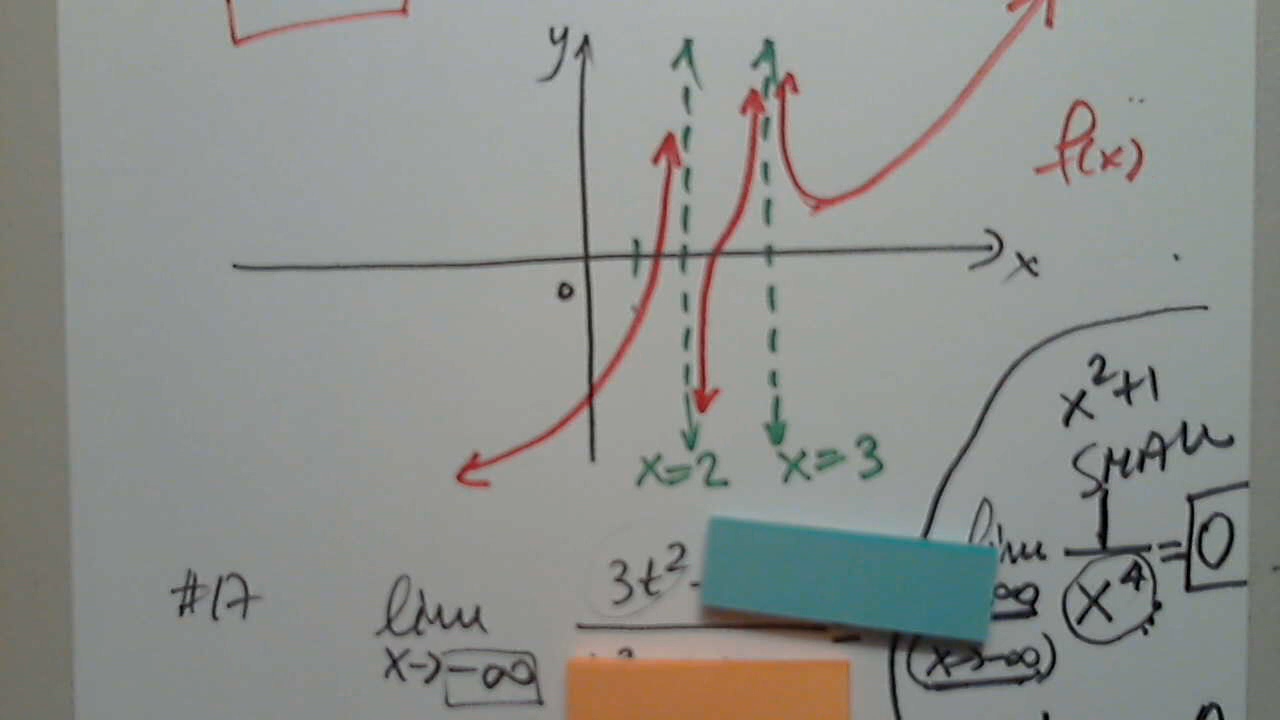 y
f(x)
x
0
x=2 x=3
x²+1
SMALL
#17 lim 3t²-
x→-∞
lim 1 =0
x⁴
(x→-∞)